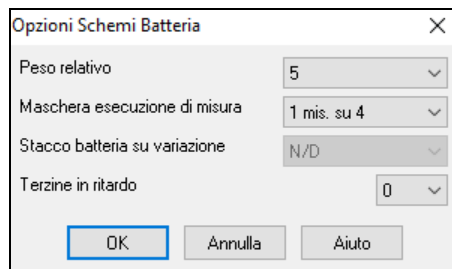 Opzioni Schemi Batteria
Peso relativo 5
Maschera esecuzione di misura 1 mis. su 4
Stacco batteria su variazione N/D
Terzine in ritardo 0
OK Annulla Aiuto